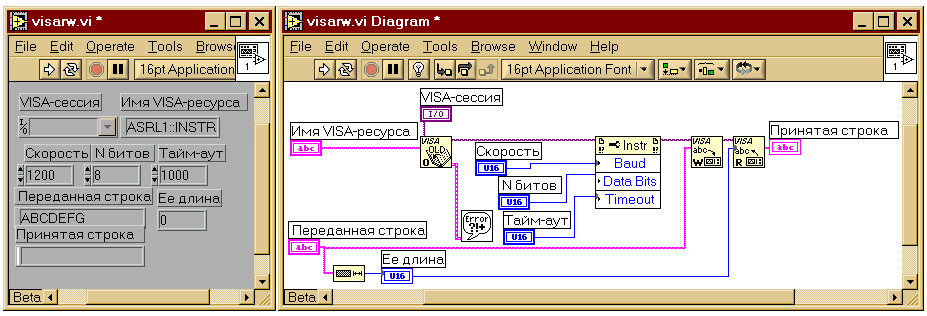 visarw.vi *
File Edit Operate Tools Brows
16pt Application
1
VISA-сессия Имя VISA-ресурса
I/O ASRL1::INSTR
Скорость N битов Тайм-аут
1200 8 1000
Переданная строка Ее длина
ABCDEFG 0
Принятая строка
Beta
visarw.vi Diagram *
File Edit Operate Tools Browse Window Help
16pt Application Font
1
VISA-сессия
I/O
Имя VISA-ресурса
abc
VISA
OLD
Скорость
U16
N битов
U16
Тайм-аут
U16
Instr
Baud
Data Bits
Timeout
VISA
abc
W
VISA
abc
R
Принятая строка
abc
Error
?!+
Переданная строка
abc
Ее длина
U16
Beta